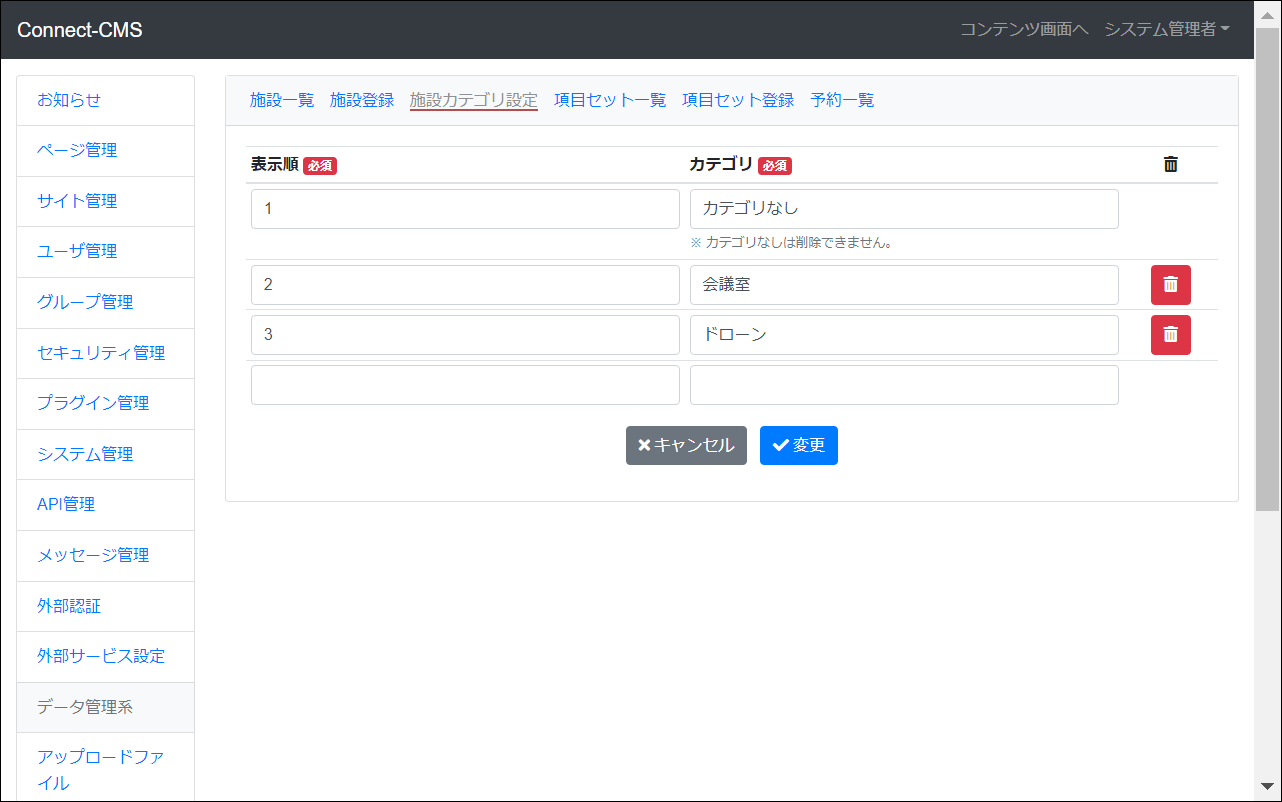 Connect-CMS コンテンツ画面へ システム管理者
お知らせ
ページ管理
サイト管理
ユーザ管理
グループ管理
セキュリティ管理
プラグイン管理
システム管理
API管理
メッセージ管理
外部認証
外部サービス設定
データ管理系
アップロードファ
イル
施設一覧 施設登録 施設カテゴリ設定 項目セット一覧 項目セット登録 予約一覧
表示順 必須 カテゴリ 必須
1 カテゴリなし
※ カテゴリなしは削除できません。
2 会議室
3 ドローン
キャンセル 変更